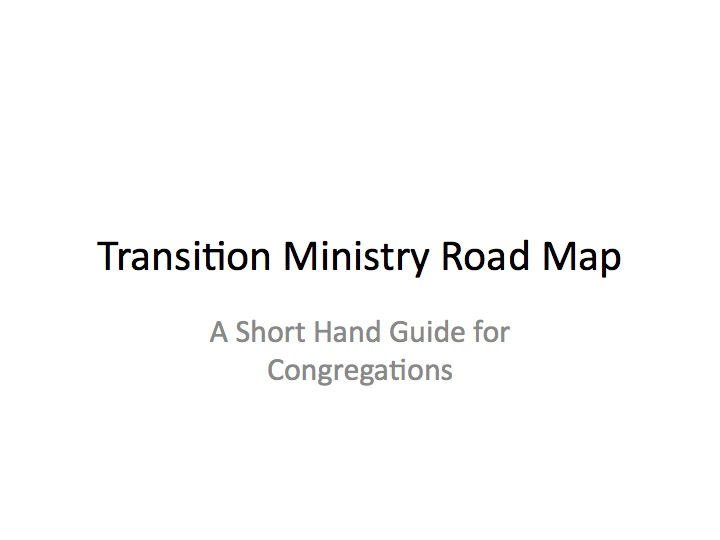 Transition Ministry Road Map
A Short Hand Guide for
Congregations